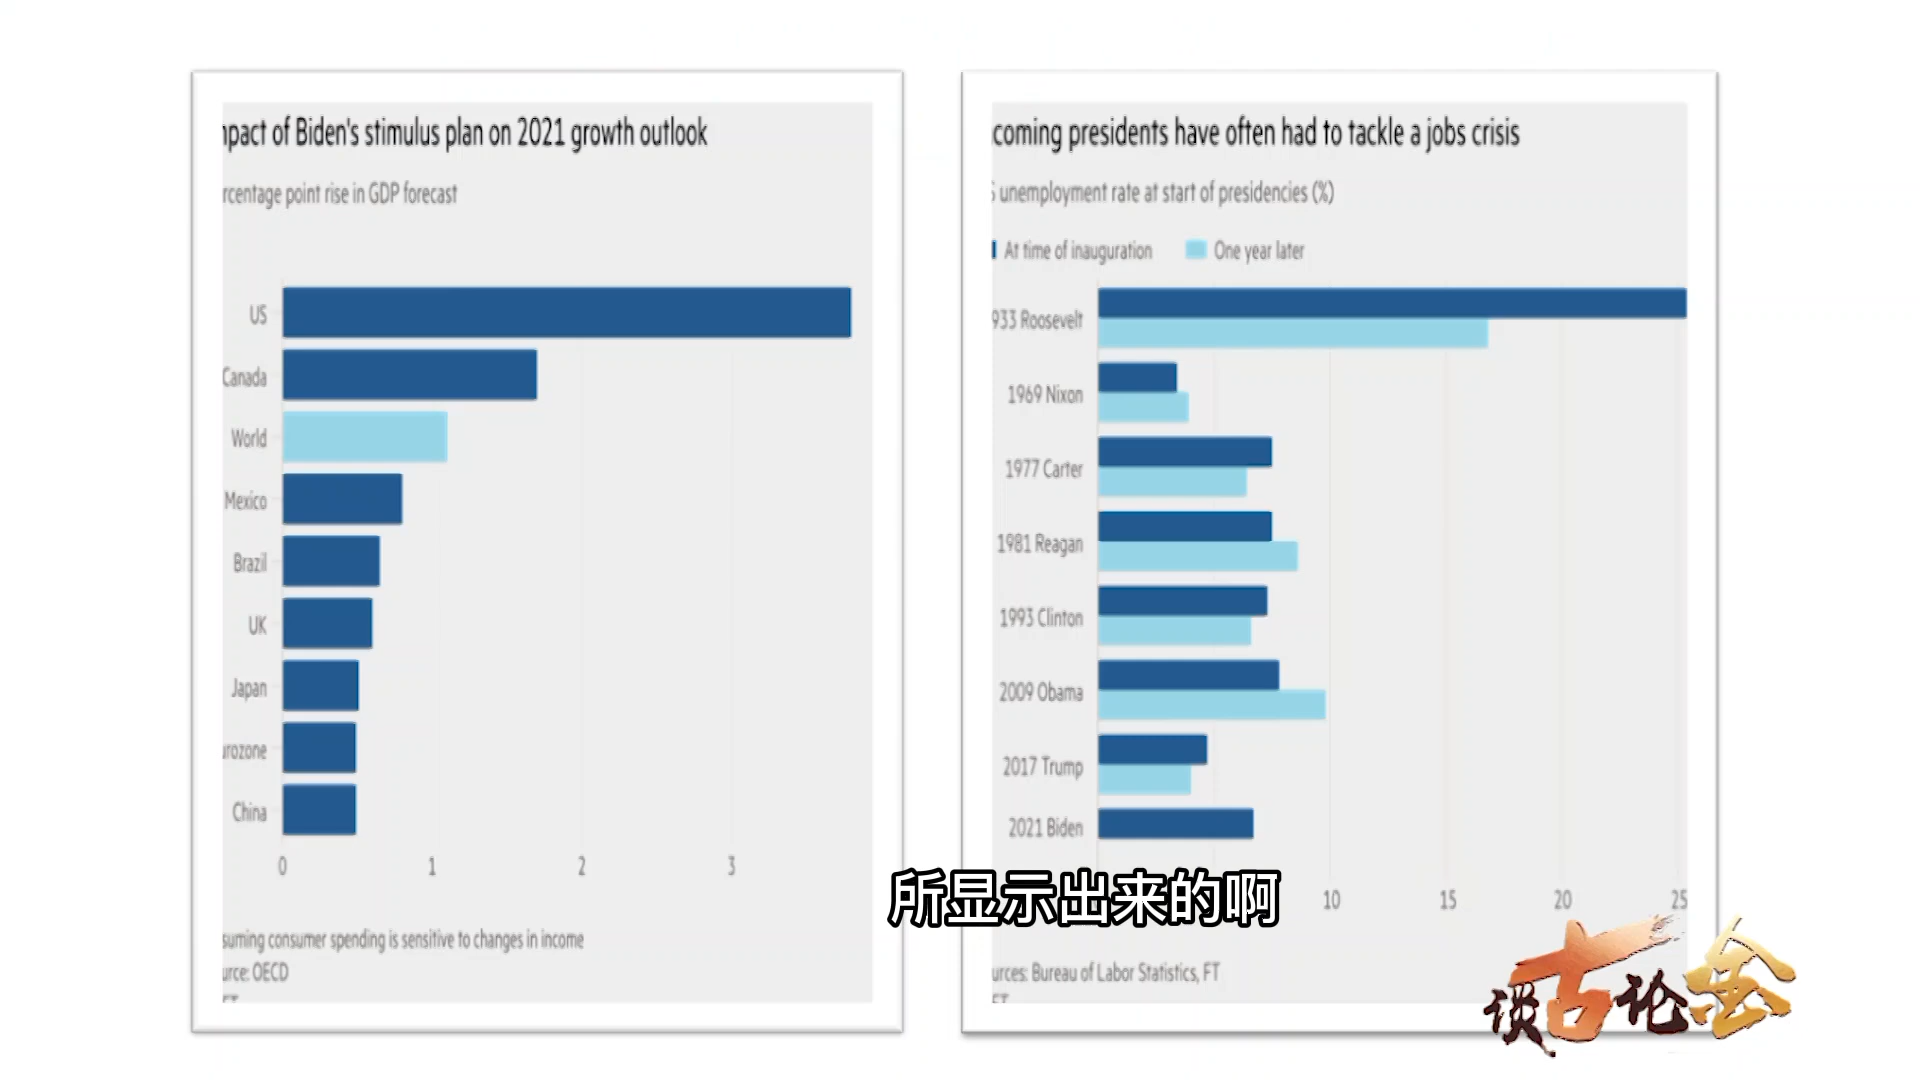 mpact of Biden's stimulus plan on 2021 growth outlook
rcentage point rise in GDP forecast
US
Canada
World
Mexico
Brazil
UK
Japan
urozone
China
0 1 2 3
suming consumer spending is sensitive to changes in income
urce: OECD
coming presidents have often had to tackle a jobs crisis
S unemployment rate at start of presidencies (%)
At time of inauguration One year later
933 Roosevelt
1969 Nixon
1977 Carter
1981 Reagan
1993 Clinton
2009 Obama
2017 Trump
2021 Biden
10 15 20 25
urces: Bureau of Labor Statistics, FT
所显示出来的啊
谈古论金